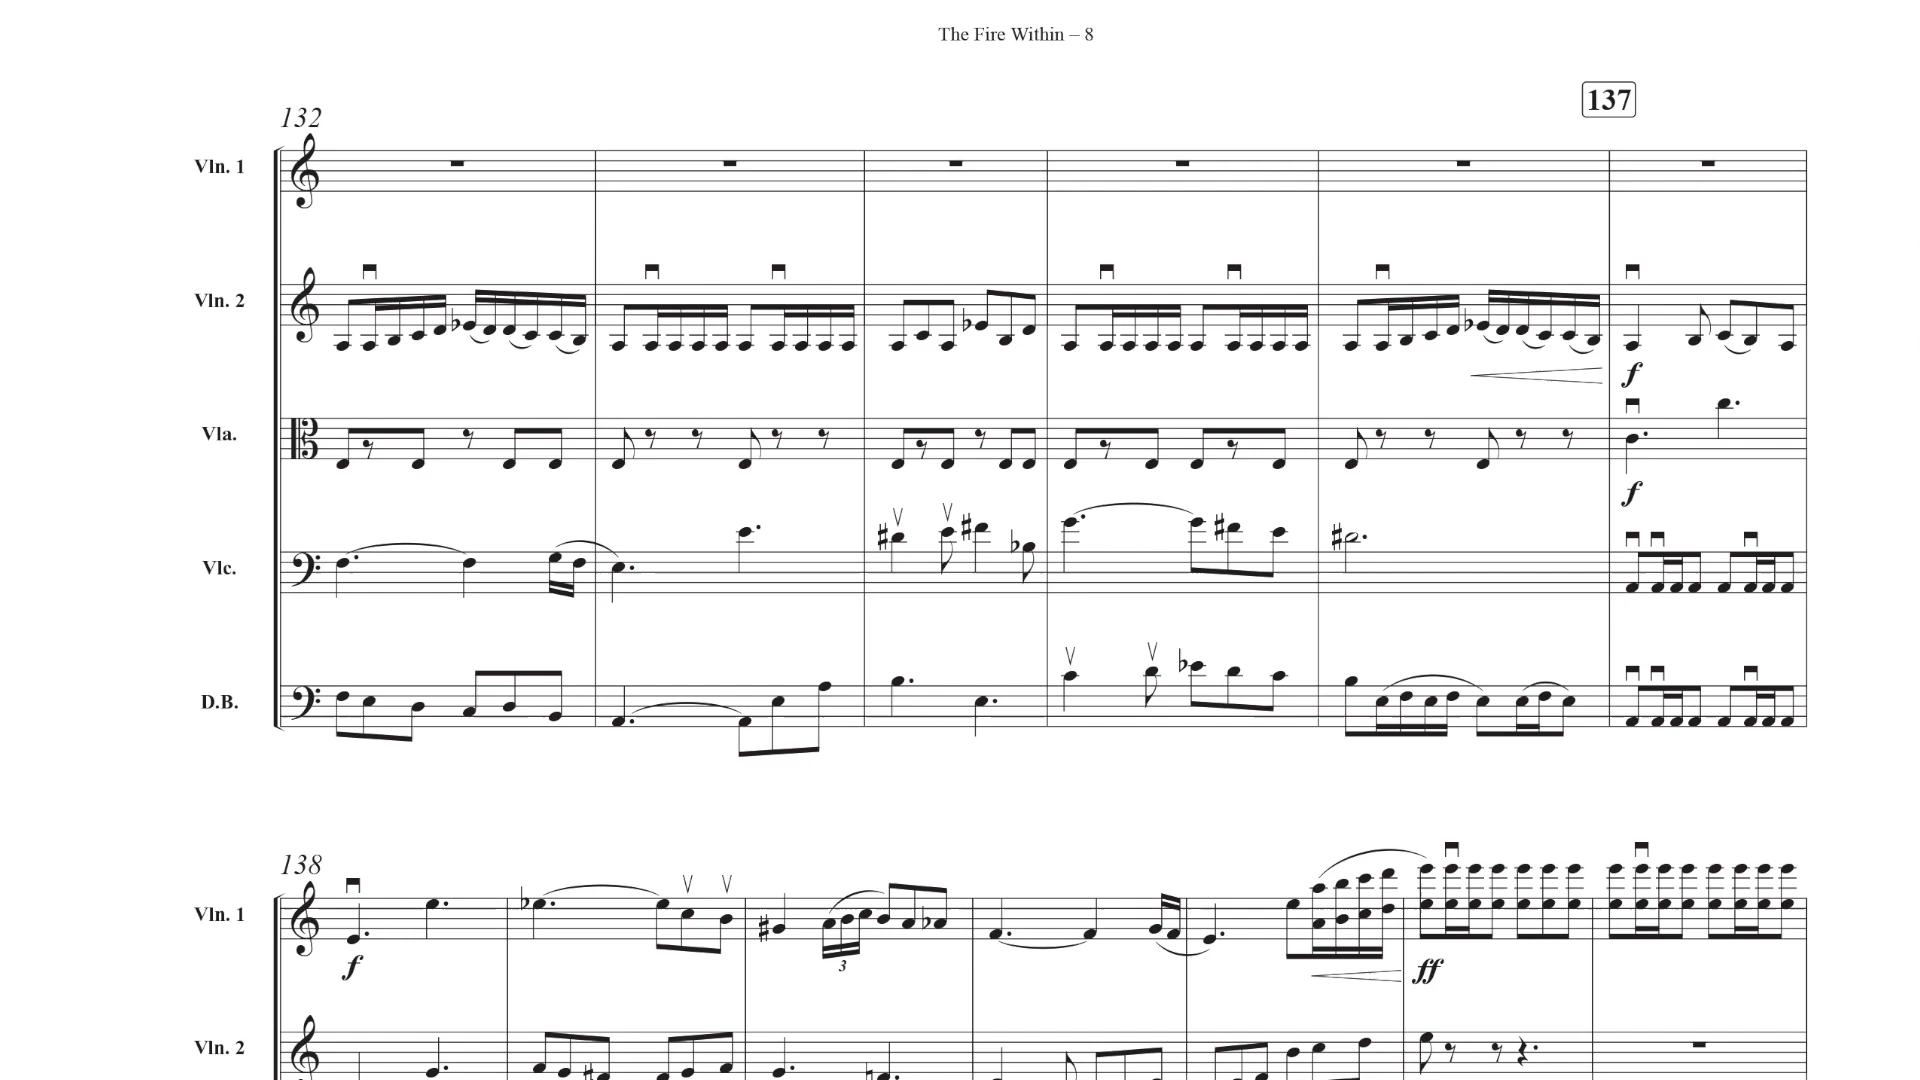 The Fire Within – 8
137
132
Vln. 1
Vln. 2
f
Vla.
f
Vlc.
D.B.
138
Vln. 1
3
f
ff
Vln. 2